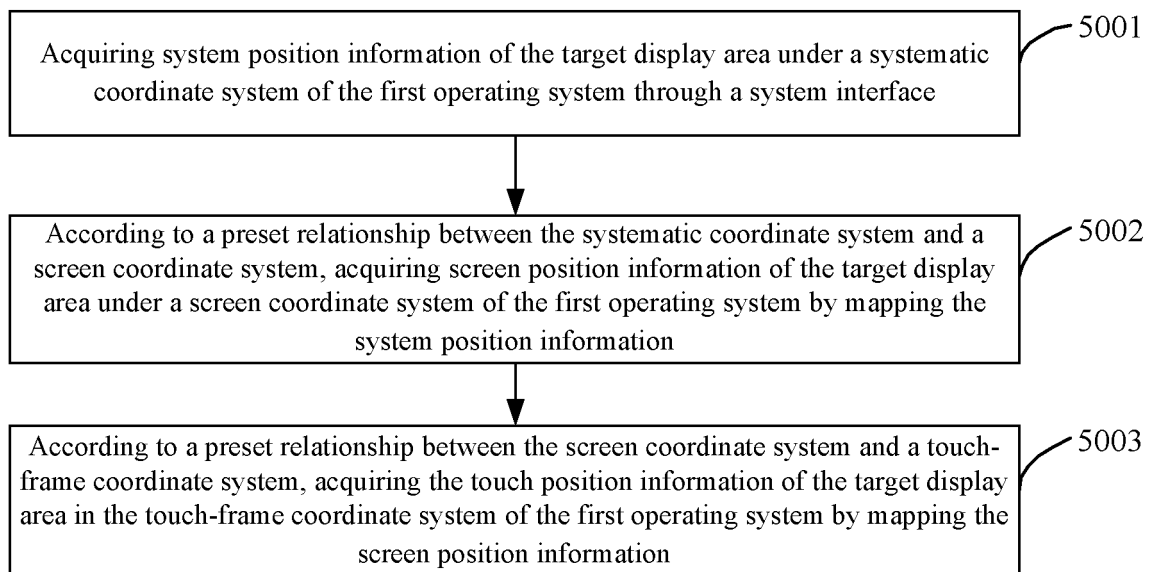 Acquiring system position information of the target display area under a systematic
coordinate system of the first operating system through a system interface
5001
According to a preset relationship between the systematic coordinate system and a
screen coordinate system, acquiring screen position information of the target display
area under a screen coordinate system of the first operating system by mapping the
system position information
5002
According to a preset relationship between the screen coordinate system and a touch-
frame coordinate system, acquiring the touch position information of the target display
area in the touch-frame coordinate system of the first operating system by mapping the
screen position information
5003